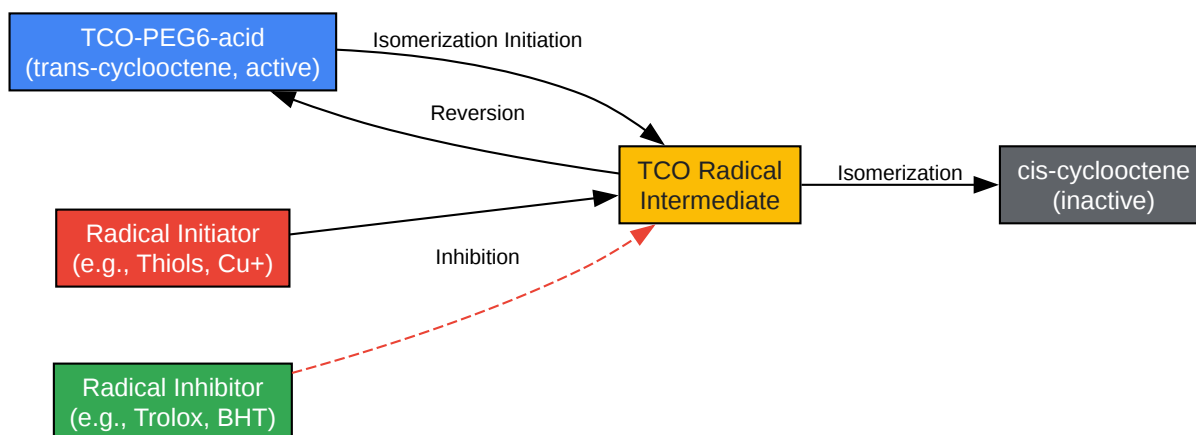 TCO-PEG6-acid
(trans-cyclooctene, active)
Isomerization Initiation
Reversion
TCO Radical
Intermediate
Isomerization
cis-cyclooctene
(inactive)
Radical Initiator
(e.g., Thiols, Cu+)
Inhibition
Radical Inhibitor
(e.g., Trolox, BHT)